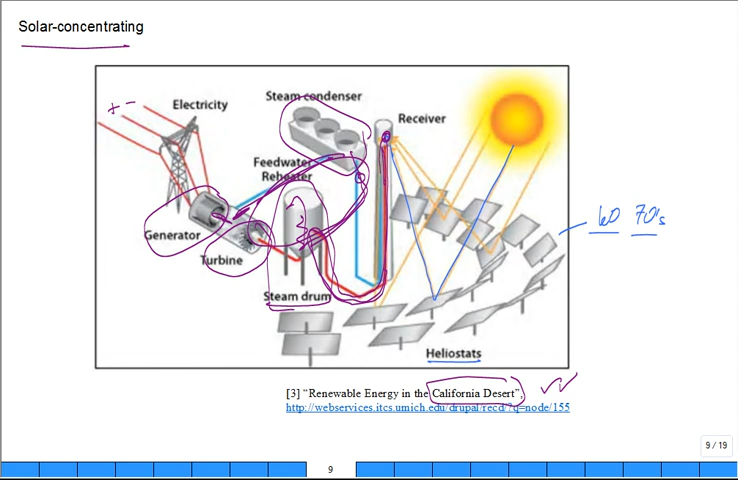 Solar-concentrating
+ -
Electricity
Steam condenser
Receiver
Feedwater
Reheater
Generator
Turbine
Steam drum
Heliostats
60 70's
[3] "Renewable Energy in the California Desert",
http://webservices.itcs.umich.edu/drupal/recd/?q=node/155
9 / 19
9